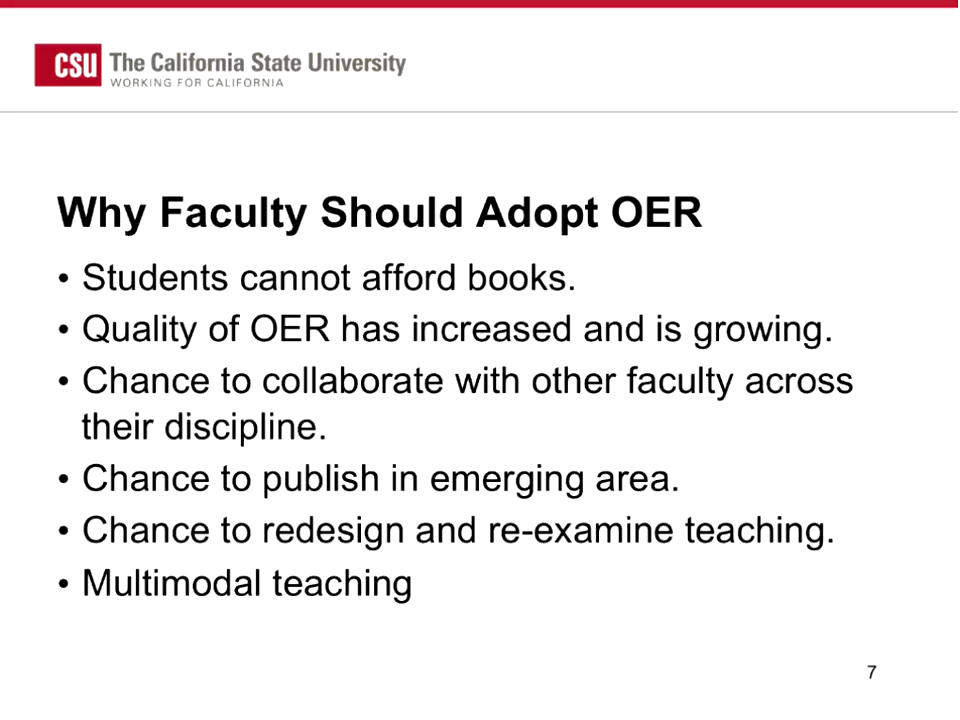 CSU The California State University
WORKING FOR CALIFORNIA
Why Faculty Should Adopt OER
• Students cannot afford books.
• Quality of OER has increased and is growing.
• Chance to collaborate with other faculty across
their discipline.
• Chance to publish in emerging area.
• Chance to redesign and re-examine teaching.
• Multimodal teaching
7